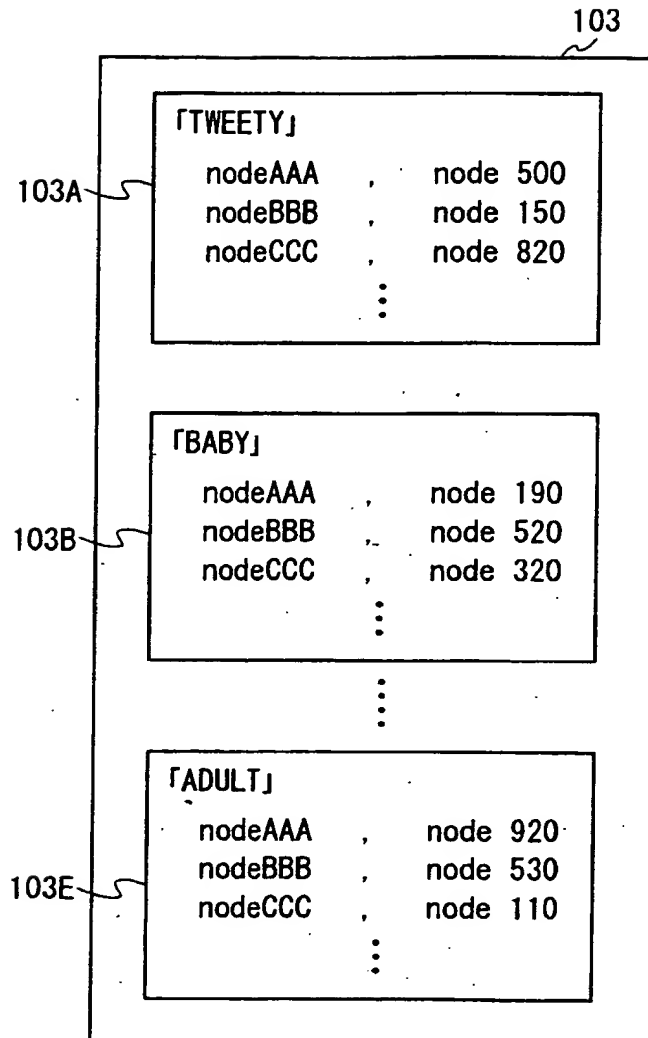 103
「TWEETY」
103A
nodeAAA , node 500
nodeBBB , node 150
nodeCCC , node 820
「BABY」
103B
nodeAAA , node 190
nodeBBB , node 520
nodeCCC , node 320
「ADULT」
103E
nodeAAA , node 920
nodeBBB , node 530
nodeCCC , node 110